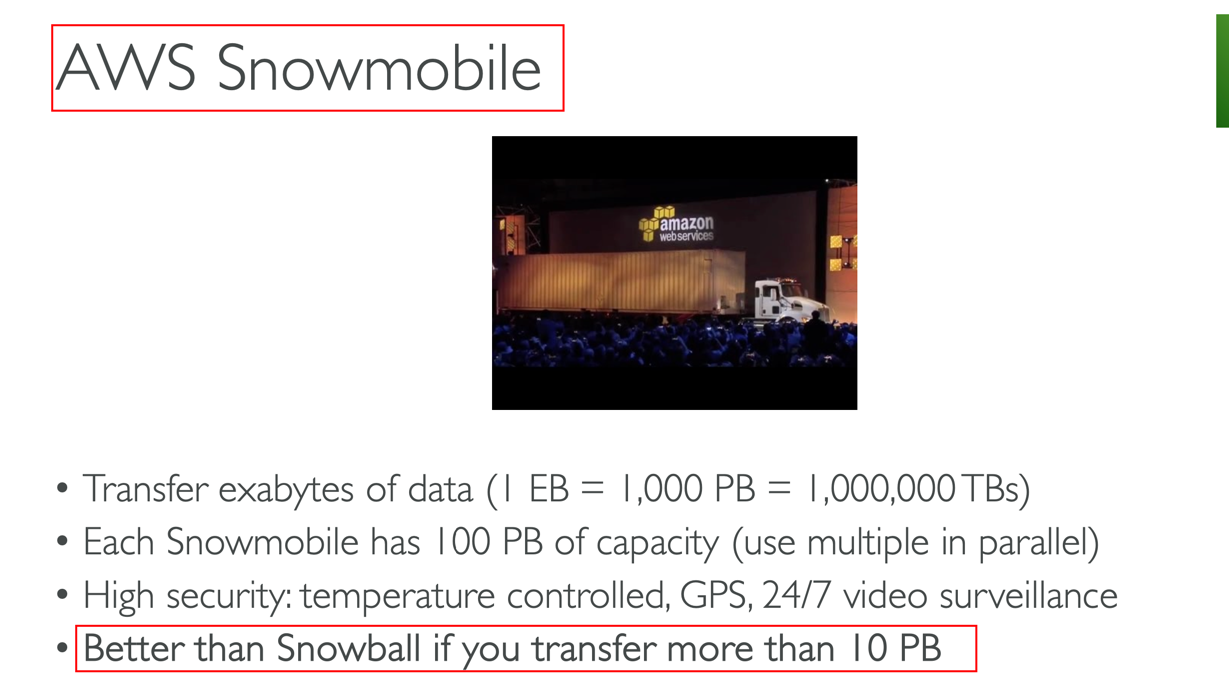 AWS Snowmobile
amazon
webservices
• Transfer exabytes of data (1 EB = 1,000 PB = 1,000,000 TBs)
• Each Snowmobile has 100 PB of capacity (use multiple in parallel)
• High security: temperature controlled, GPS, 24/7 video surveillance
• Better than Snowball if you transfer more than 10 PB